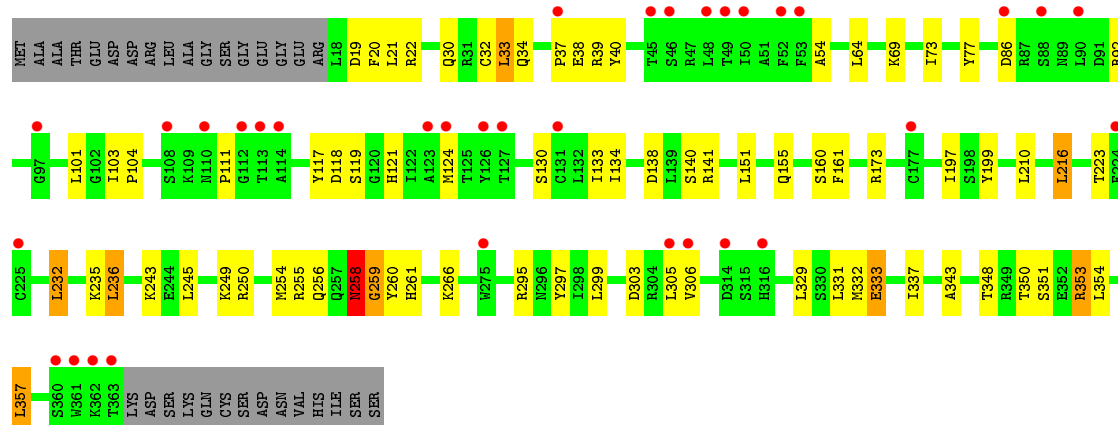 MET ALA ALA THR GLU ASP ASP ARG LEU ALA GLY SER GLY GLU GLY GLU ARG L18 D19 F20 L21 R22 Q30 R31 C32 L33 Q34 P37 E38 R39 Y40 T45 S46 R47 L48 T49 I50 A51 F52 F53 A54 L64 K69 I73 Y77 D86 R87 S88 N89 L90 D91 R92
G97 L101 G102 I103 P104 S108 K109 N110 P111 G112 T113 A114 Y117 D118 S119 G120 H121 I122 A123 M124 T125 Y126 T127 S130 C131 L132 I133 I134 D138 L139 S140 R141 L151 Q155 S160 F161 R173 C177 I197 S198 Y199 L210 L216 T223 E224
C225 L232 K235 L236 K243 E244 L245 K249 R250 M254 R255 Q256 Q257 N258 G259 Y260 H261 K266 W275 R295 N296 Y297 I298 L299 D303 R304 L305 V306 D314 S315 H316 L329 S330 L331 M332 E333 I337 A343 T348 R349 T350 S351 E352 R353 L354
L357 S360 W361 K362 T363 LYS ASP SER LYS GLN CYS SER ASP ASN VAL HIS ILE SER SER